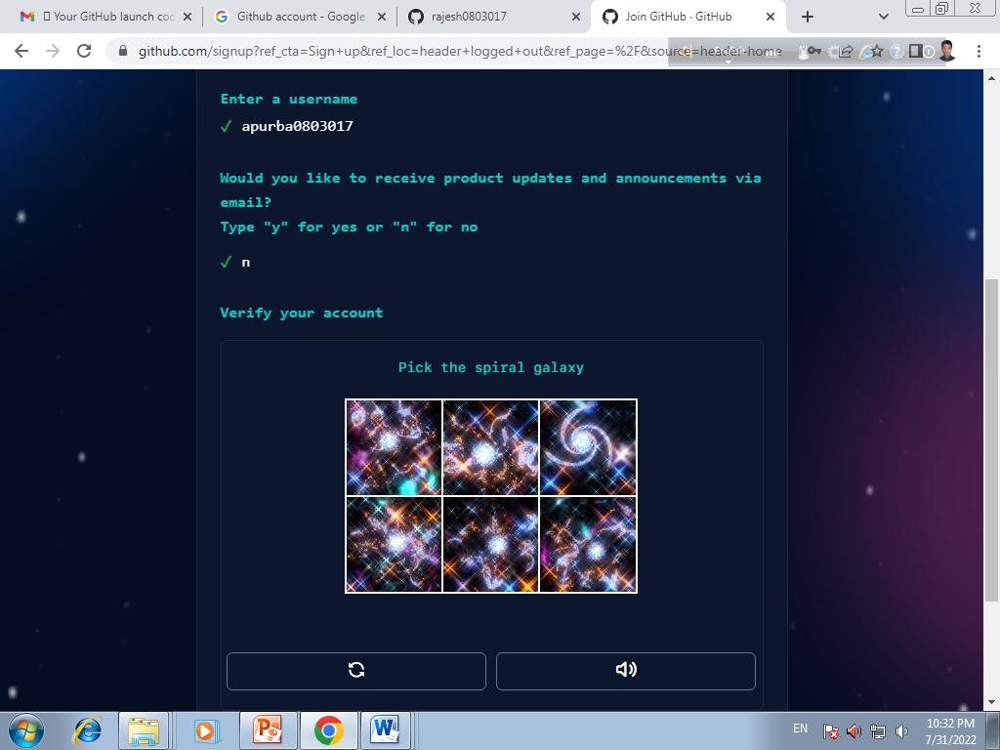 Your GitHub launch coo
Github account - Google
rajesh0803017
Join GitHub · GitHub
github.com/signup?ref_cta=Sign+up&ref_loc=header+logged+out&ref_page=%2F&source=header-home
Enter a username
✓ apurba0803017
Would you like to receive product updates and announcements via
email?
Type "y" for yes or "n" for no
✓ n
Verify your account
Pick the spiral galaxy
EN
10:32 PM
7/31/2022